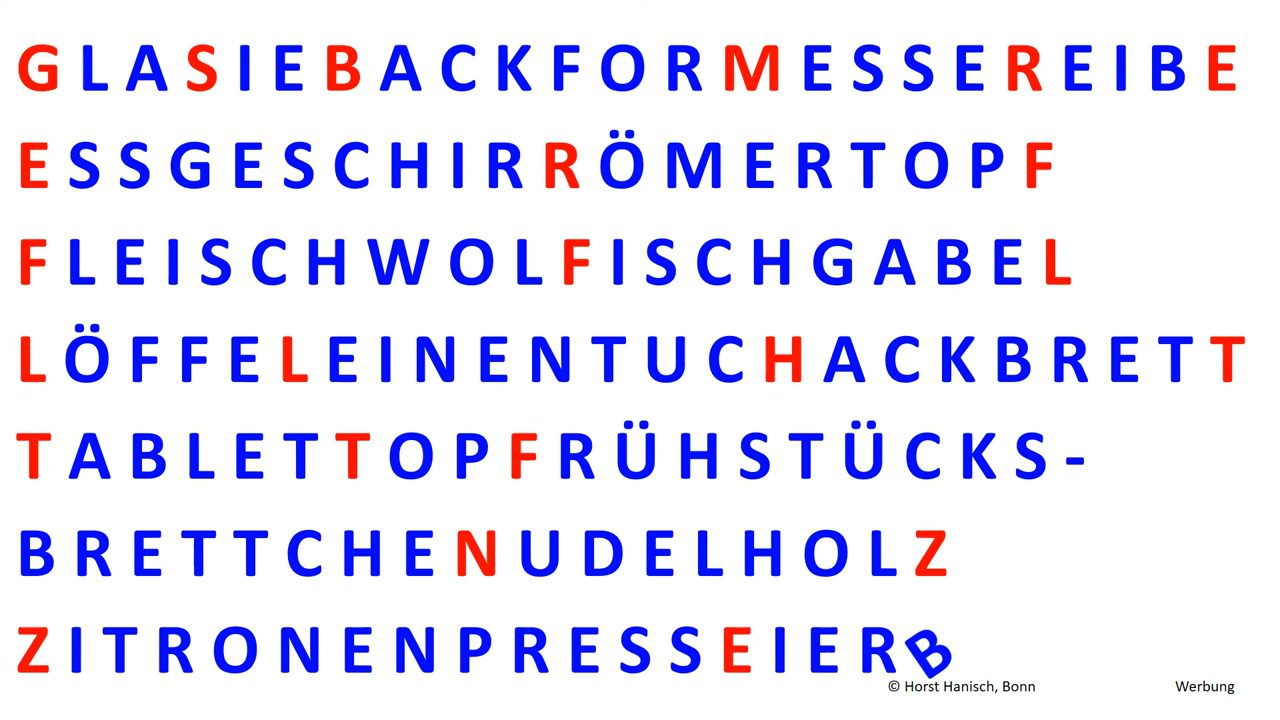 GLASIEBACKFORMESSEREIBE
ESSGESCHIRRÖMERTOPF
FLEISCHWOLFISCHGABEL
LÖFFELEINENTUCHACKBRETT
TABLETTOPFRÜHSTÜCKS-
BRETTCHENUDELHOLZ
ZITRONENPRESSEIERB
© Horst Hanisch, Bonn Werbung